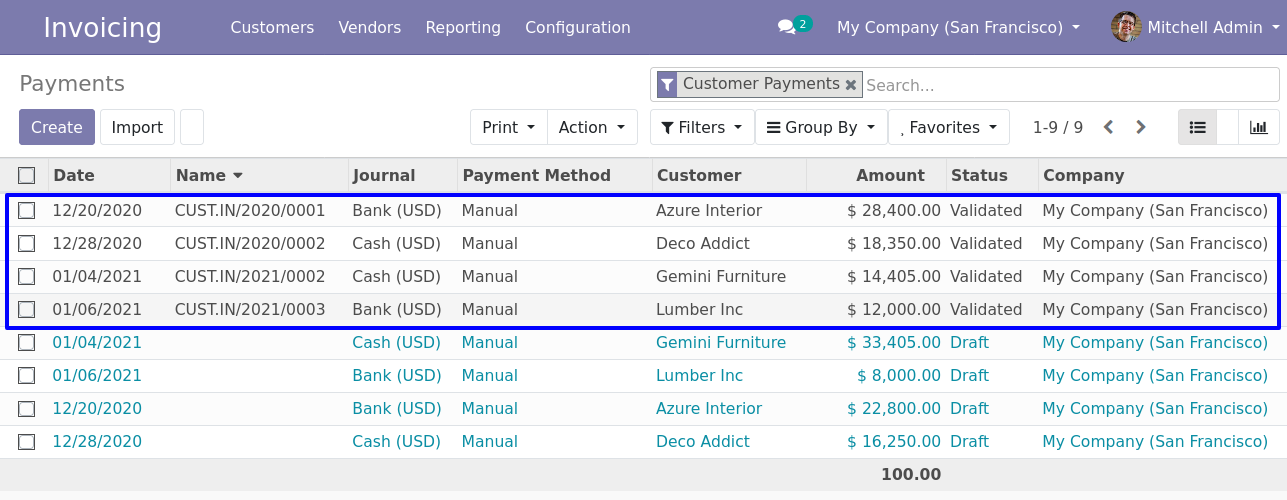 Invoicing Customers Vendors Reporting Configuration 2 My Company (San Francisco) Mitchell Admin
Payments Customer Payments Search...
Create Import Print Action Filters Group By Favorites 1-9 / 9
Date Name Journal Payment Method Customer Amount Status Company
12/20/2020 CUST.IN/2020/0001 Bank (USD) Manual Azure Interior $ 28,400.00 Validated My Company (San Francisco)
12/28/2020 CUST.IN/2020/0002 Cash (USD) Manual Deco Addict $ 18,350.00 Validated My Company (San Francisco)
01/04/2021 CUST.IN/2021/0002 Cash (USD) Manual Gemini Furniture $ 14,405.00 Validated My Company (San Francisco)
01/06/2021 CUST.IN/2021/0003 Bank (USD) Manual Lumber Inc $ 12,000.00 Validated My Company (San Francisco)
01/04/2021 Cash (USD) Manual Gemini Furniture $ 33,405.00 Draft My Company (San Francisco)
01/06/2021 Bank (USD) Manual Lumber Inc $ 8,000.00 Draft My Company (San Francisco)
12/20/2020 Bank (USD) Manual Azure Interior $ 22,800.00 Draft My Company (San Francisco)
12/28/2020 Cash (USD) Manual Deco Addict $ 16,250.00 Draft My Company (San Francisco)
100.00